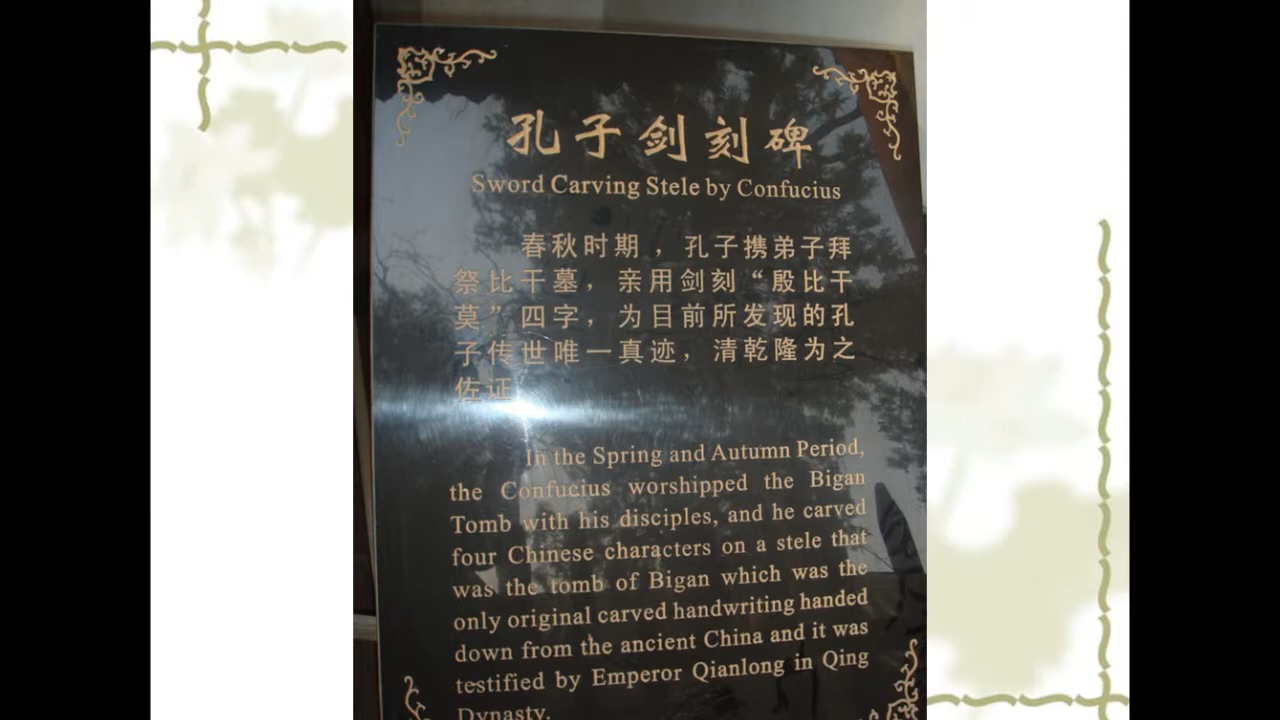 孔子剑刻碑
Sword Carving Stele by Confucius
春秋时期，孔子携弟子拜
祭比干墓，亲用剑刻“殷比干
莫”四字，为目前所发现的孔
子传世唯一真迹，清乾隆为之
佐证
In the Spring and Autumn Period,
the Confucius worshipped the Bigan
Tomb with his disciples, and he carved
four Chinese characters on a stele that
was the tomb of Bigan which was the
only original carved handwriting handed
down from the ancient China and it was
testified by Emperor Qianlong in Qing
Dynasty.